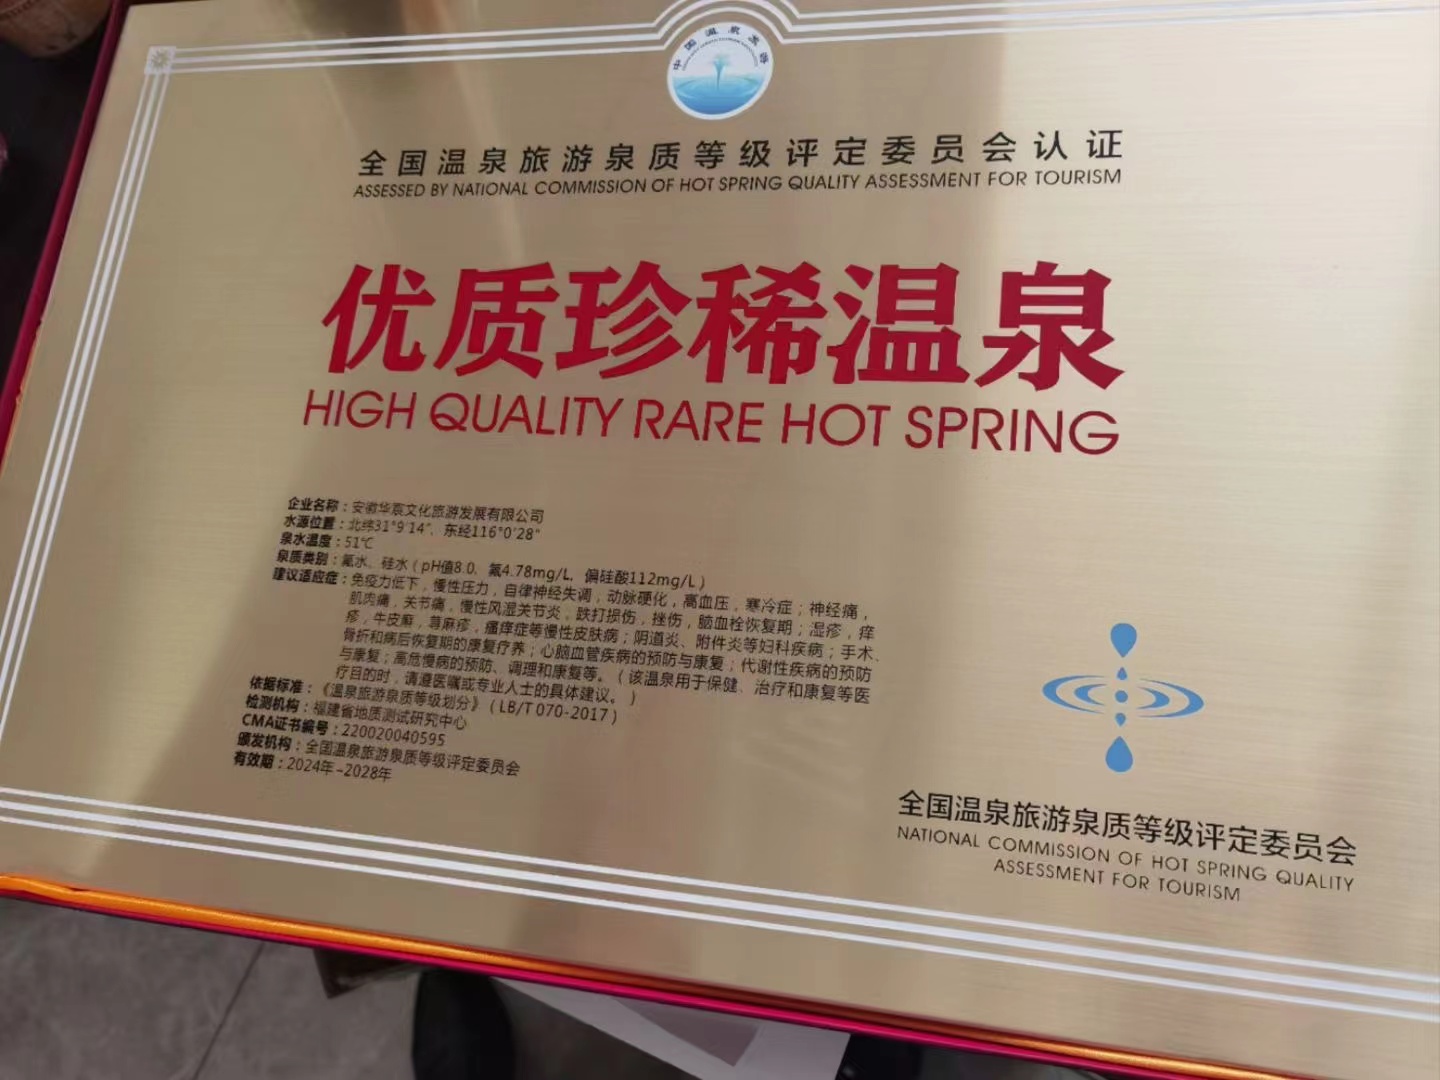 中国温泉旅游
全国温泉旅游泉质等级评定委员会认证
ASSESSED BY NATIONAL COMMISSION OF HOT SPRING QUALITY ASSESSMENT FOR TOURISM
优质珍稀温泉
HIGH QUALITY RARE HOT SPRING
企业名称：安徽华宸文化旅游发展有限公司
水源位置：北纬31°9'14"、东经116°0'28"
泉水温度：51℃
泉质类别：氟水、硅水（pH值8.0、氟4.78mg/L、偏硅酸112mg/L）
建议适应症：免疫力低下，慢性压力，自律神经失调，动脉硬化，高血压，寒冷症；神经痛，
肌肉痛，关节痛，慢性风湿关节炎；跌打损伤，挫伤，脑血栓恢复期；湿疹，痒
疹，牛皮癣，荨麻疹，瘙痒症等慢性皮肤病；阴道炎、附件炎等妇科疾病；手术、
骨折和病后恢复期的康复疗养；心脑血管疾病的预防与康复；代谢性疾病的预防
与康复；高危慢病的预防、调理和康复等。（该温泉用于保健、治疗和康复等医
疗目的时，请遵医嘱或专业人士的具体建议。）
依据标准：《温泉旅游泉质等级划分》（LB/T 070-2017）
检测机构：福建省地质测试研究中心
CMA证书编号：220020040595
颁发机构：全国温泉旅游泉质等级评定委员会
有效期：2024年-2028年
全国温泉旅游泉质等级评定委员会
NATIONAL COMMISSION OF HOT SPRING QUALITY
ASSESSMENT FOR TOURISM